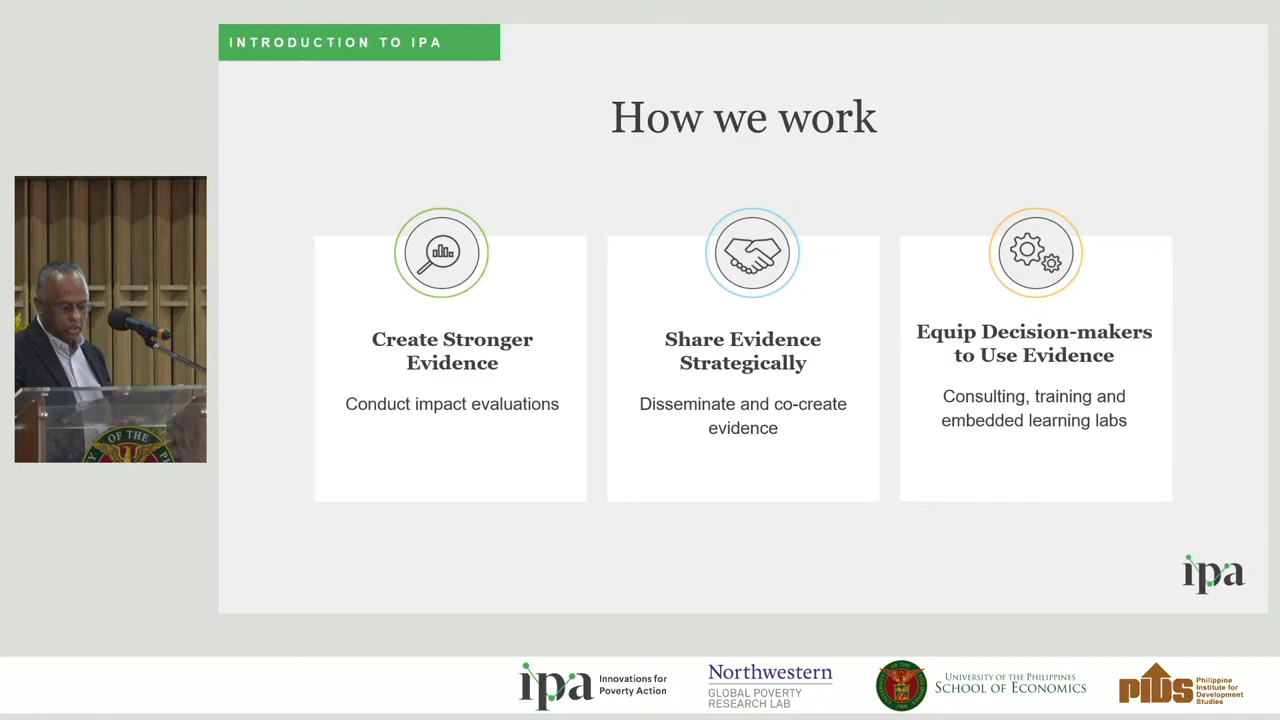 INTRODUCTION TO IPA
How we work
Create Stronger
Evidence
Conduct impact evaluations
Share Evidence
Strategically
Disseminate and co-create
evidence
Equip Decision-makers
to Use Evidence
Consulting, training and
embedded learning labs
ipa
OF THE
ipa
Innovations for
Poverty Action
Northwestern
GLOBAL POVERTY
RESEARCH LAB
UNIVERSITY OF THE PHILIPPINES
SCHOOL OF ECONOMICS
PIDS
Philippine
Institute for
Development
Studies